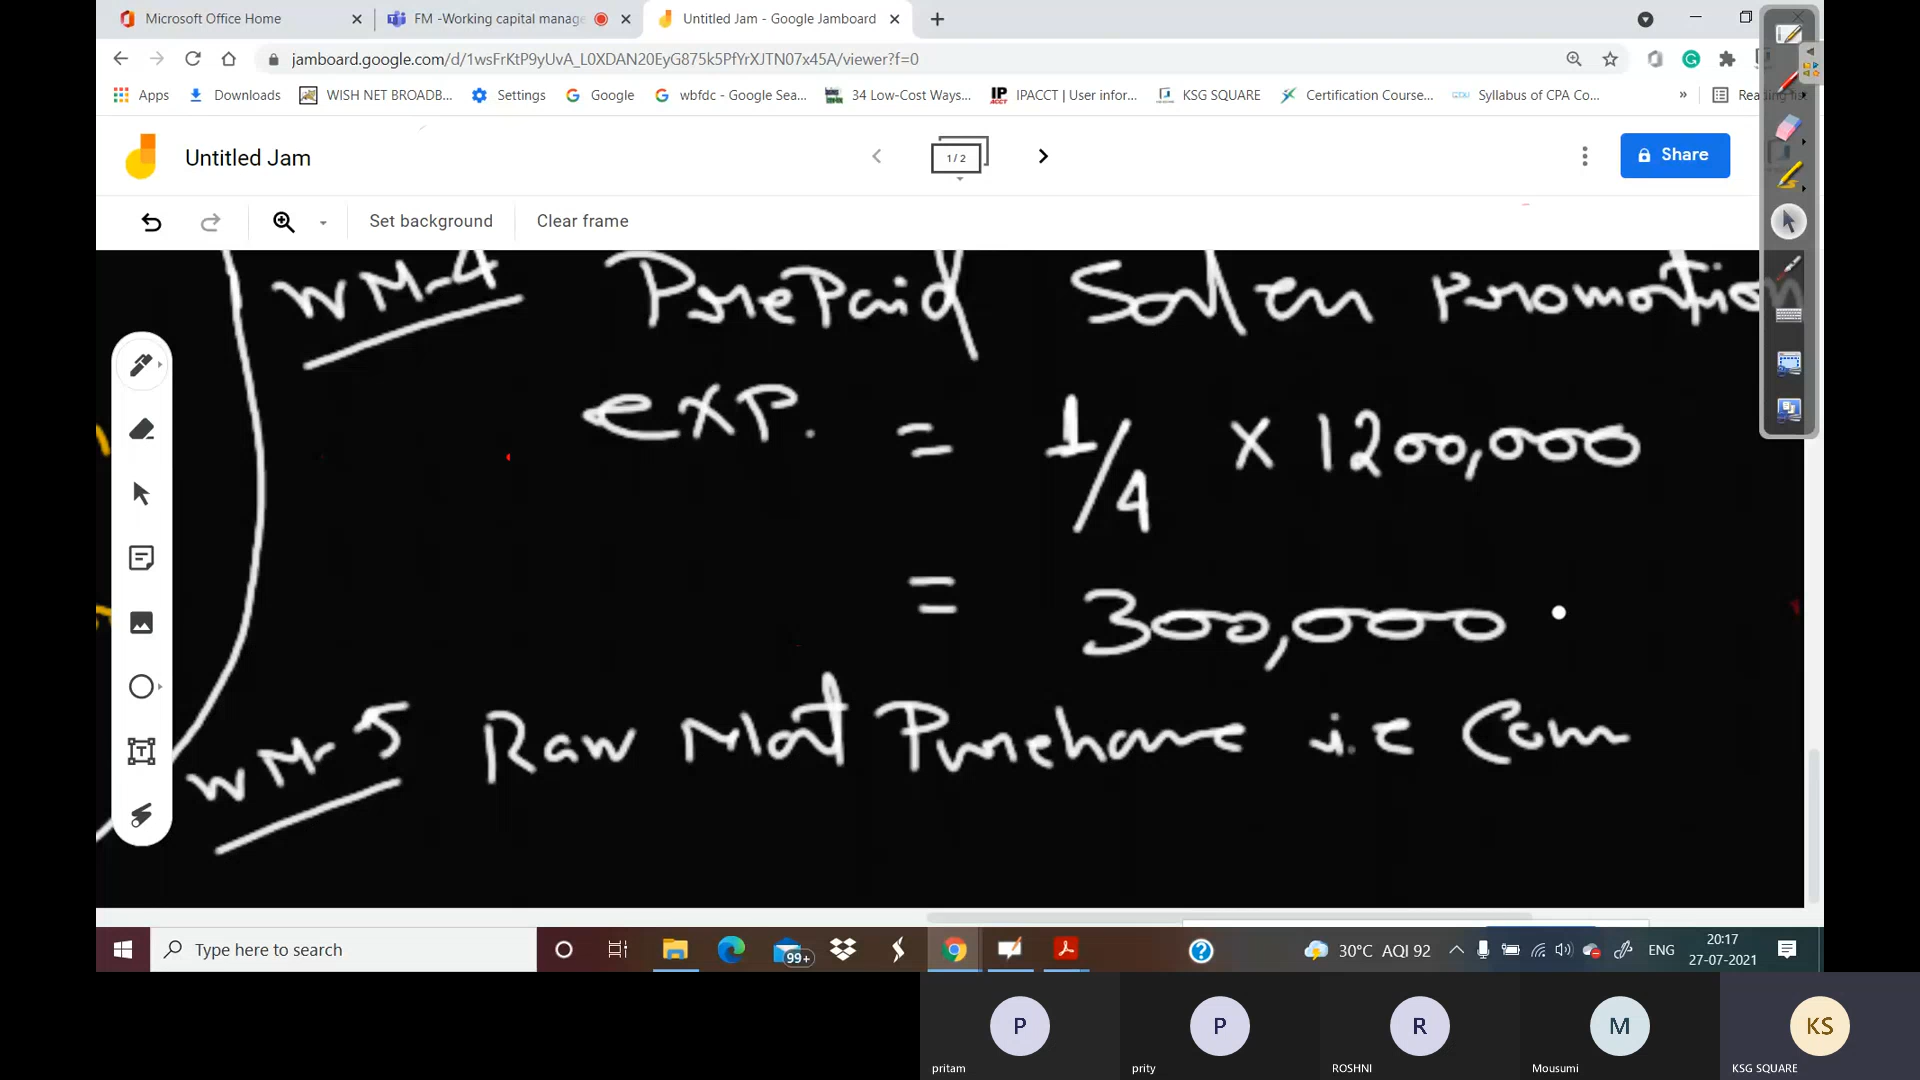 Microsoft Office Home
FM -Working capital manag
Untitled Jam - Google Jamboard
jamboard.google.com/d/1wsFrKtP9yUvA_L0XDAN20EyG875k5PfYrXJTN07x45A/viewer?f=0
Apps Downloads WISH NET BROADB... Settings Google wbfdc - Google Sea... 34 Low-Cost Ways... IPACCT | User infor... KSG SQUARE Certification Course... Syllabus of CPA Co... » Reading list
Untitled Jam
1 / 2
Share
Set background Clear frame
WM-4 Prepaid Sales Promotion
exp. = 1/4 X 1200,000
= 300,000
WM-5 Raw Mat Purchase i.e Com
Type here to search
99+
30°C AQI 92
ENG
20:17
27-07-2021
P P R M KS
pritam prity ROSHNI Mousumi KSG SQUARE